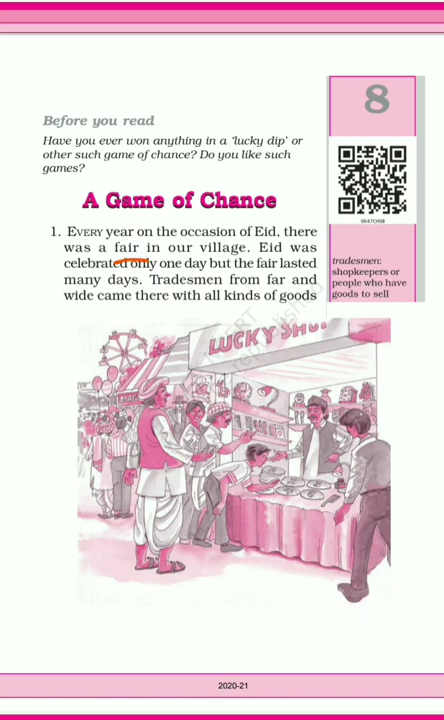 8
Before you read
Have you ever won anything in a 'lucky dip' or
other such game of chance? Do you like such
games?
A Game of Chance
0647CH08
1. EVERY year on the occasion of Eid, there
was a fair in our village. Eid was
celebrated only one day but the fair lasted
many days. Tradesmen from far and
wide came there with all kinds of goods
tradesmen:
shopkeepers or
people who have
goods to sell
LUCKY SHOP
2020-21